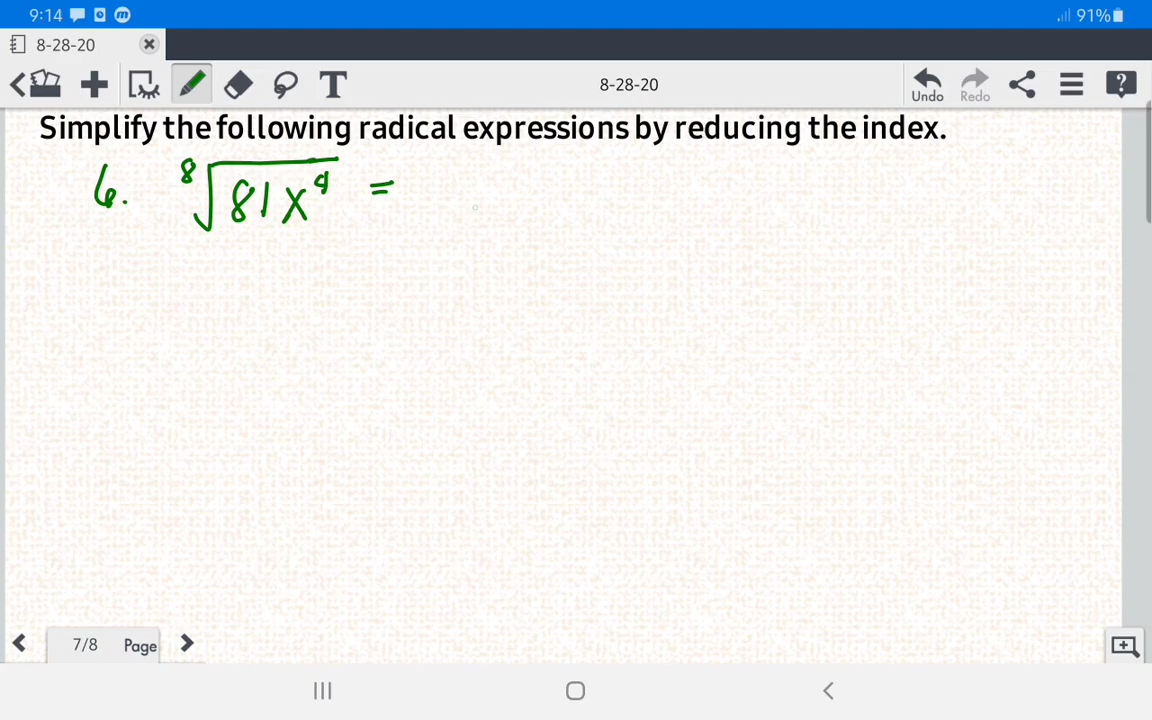 9:14 91%
8-28-20
T 8-28-20 Undo Redo ?
Simplify the following radical expressions by reducing the index.
6. ⁸√81x⁴ =
7/8 Page